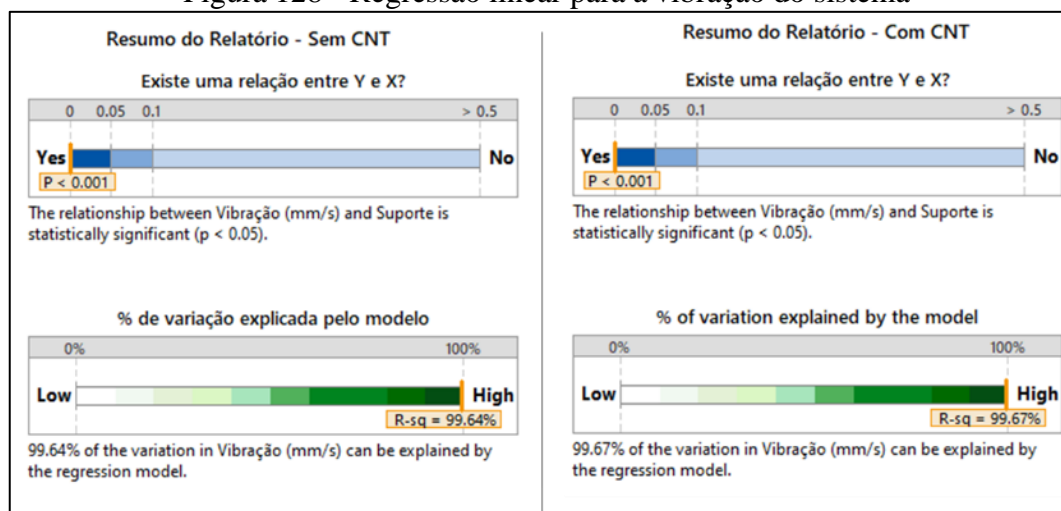 Figura 128 - Regressão linear para a vibração do sistema
Resumo do Relatório - Sem CNT
Existe uma relação entre Y e X?
0 0.05 0.1 > 0.5
Yes No
P < 0.001
The relationship between Vibração (mm/s) and Suporte is
statistically significant (p < 0.05).
% de variação explicada pelo modelo
0% 100%
Low High
R-sq = 99.64%
99.64% of the variation in Vibração (mm/s) can be explained by
the regression model.
Resumo do Relatório - Com CNT
Existe uma relação entre Y e X?
0 0.05 0.1 > 0.5
Yes No
P < 0.001
The relationship between Vibração (mm/s) and Suporte is
statistically significant (p < 0.05).
% of variation explained by the model
0% 100%
Low High
R-sq = 99.67%
99.67% of the variation in Vibração (mm/s) can be explained by
the regression model.